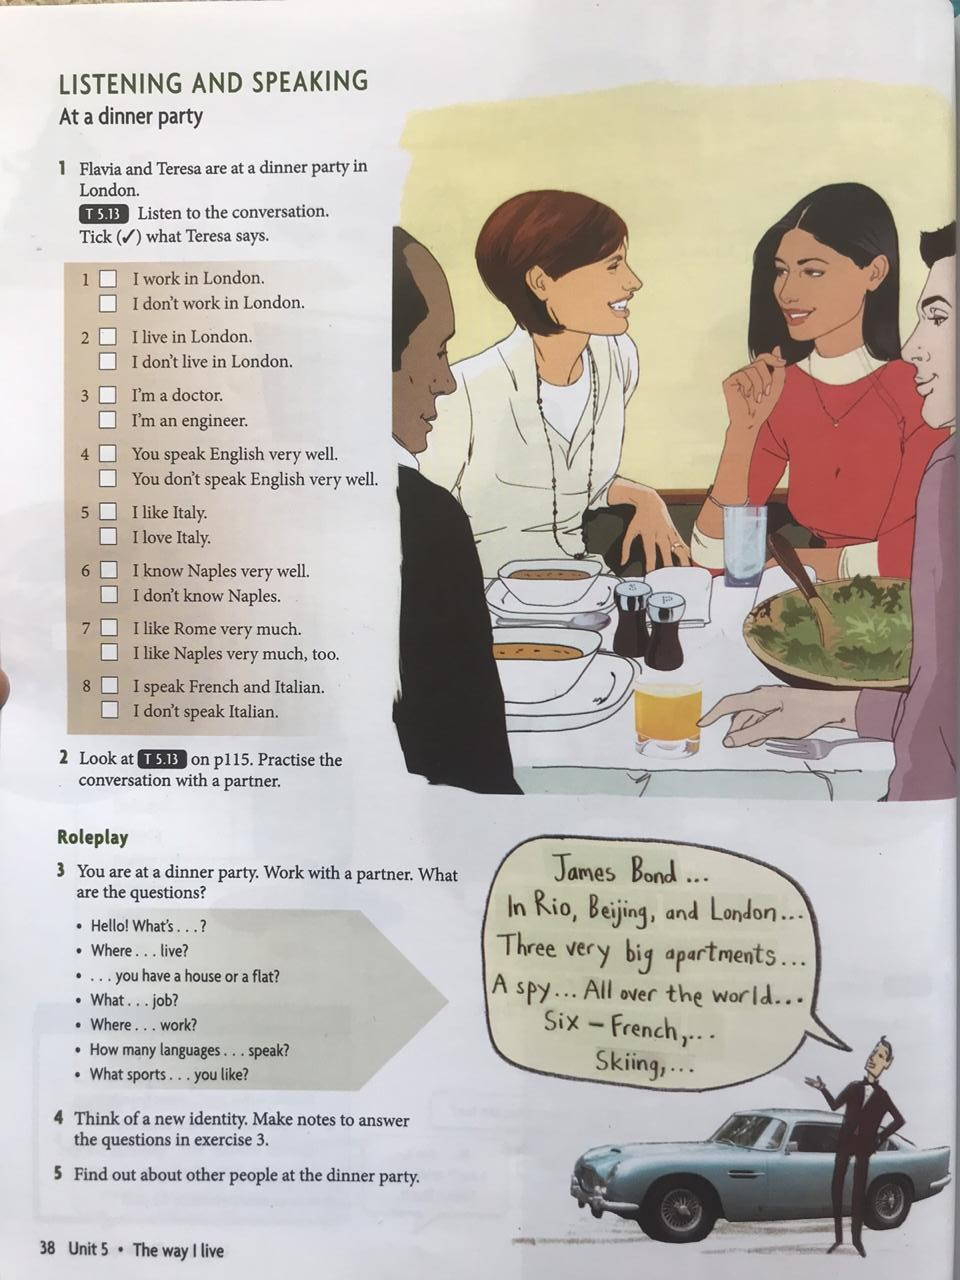 LISTENING AND SPEAKING
At a dinner party
1 Flavia and Teresa are at a dinner party in
London.
T 5.13 Listen to the conversation.
Tick (✓) what Teresa says.
1 I work in London.
I don't work in London.
2 I live in London.
I don't live in London.
3 I'm a doctor.
I'm an engineer.
4 You speak English very well.
You don't speak English very well.
5 I like Italy.
I love Italy.
6 I know Naples very well.
I don't know Naples.
7 I like Rome very much.
I like Naples very much, too.
8 I speak French and Italian.
I don't speak Italian.
2 Look at T 5.13 on p115. Practise the
conversation with a partner.
Roleplay
3 You are at a dinner party. Work with a partner. What
are the questions?
• Hello! What's . . . ?
• Where . . . live?
• . . . you have a house or a flat?
• What . . . job?
• Where . . . work?
• How many languages . . . speak?
• What sports . . . you like?
James Bond ...
In Rio, Beijing, and London...
Three very big apartments...
A spy... All over the world...
Six – French,...
Skiing,...
4 Think of a new identity. Make notes to answer
the questions in exercise 3.
5 Find out about other people at the dinner party.
38 Unit 5 • The way I live